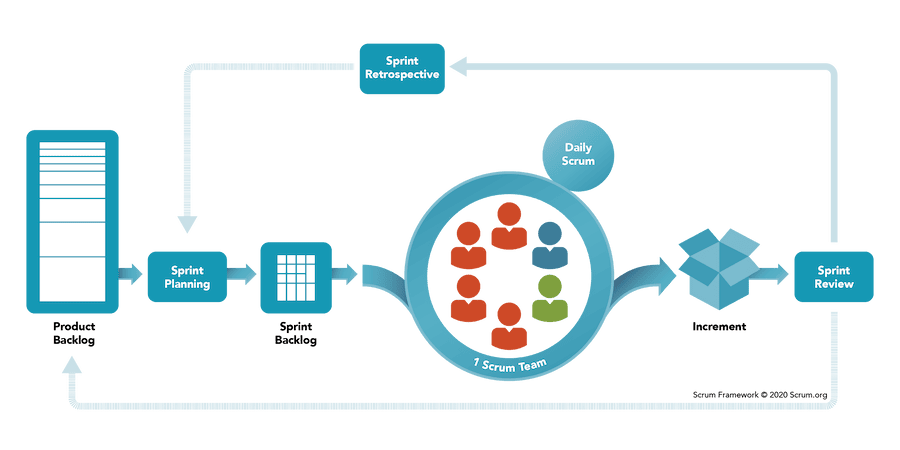 Sprint
Retrospective
Daily
Scrum
Sprint
Planning
Sprint
Review
Product
Backlog
Sprint
Backlog
1 Scrum Team
Increment
Scrum Framework © 2020 Scrum.org